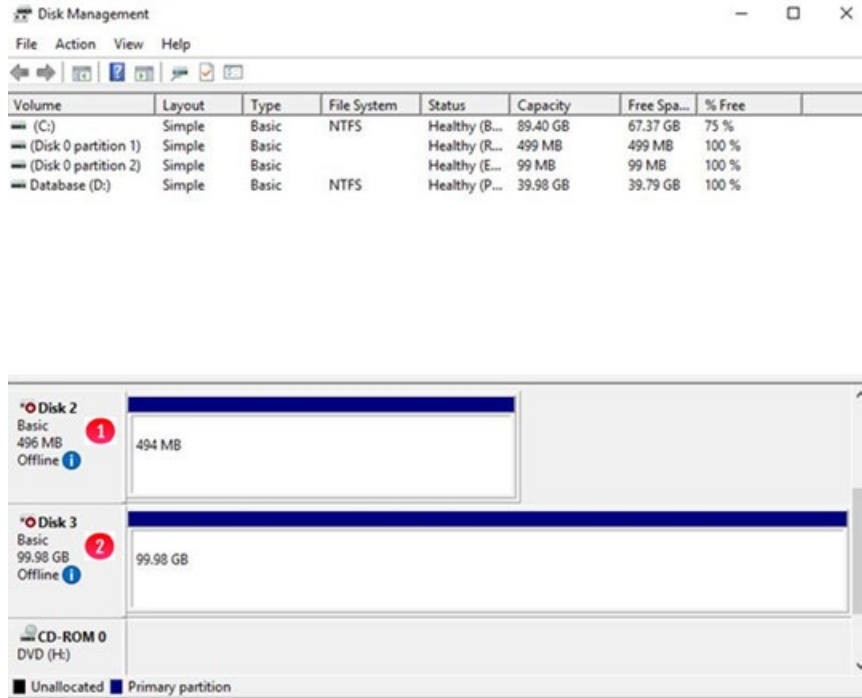 Disk Management
File Action View Help
Volume Layout Type File System Status Capacity Free Spa... % Free
(C:) Simple Basic NTFS Healthy (B... 89.40 GB 67.37 GB 75 %
(Disk 0 partition 1) Simple Basic Healthy (R... 499 MB 499 MB 100 %
(Disk 0 partition 2) Simple Basic Healthy (E... 99 MB 99 MB 100 %
Database (D:) Simple Basic NTFS Healthy (P... 39.98 GB 39.79 GB 100 %
Disk 2
Basic
496 MB
Offline
1
494 MB
Disk 3
Basic
99.98 GB
Offline
2
99.98 GB
CD-ROM 0
DVD (H:)
Unallocated Primary partition